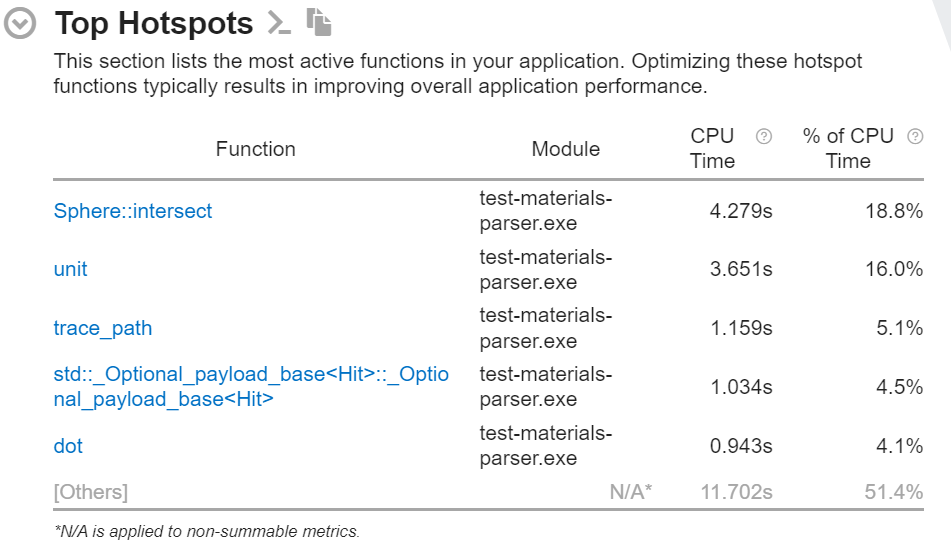 Top Hotspots
This section lists the most active functions in your application. Optimizing these hotspot
functions typically results in improving overall application performance.
Function Module CPU Time % of CPU Time
Sphere::intersect test-materials-parser.exe 4.279s 18.8%
unit test-materials-parser.exe 3.651s 16.0%
trace_path test-materials-parser.exe 1.159s 5.1%
std::_Optional_payload_base<Hit>::_Optional_payload_base<Hit> test-materials-parser.exe 1.034s 4.5%
dot test-materials-parser.exe 0.943s 4.1%
[Others] N/A* 11.702s 51.4%
*N/A is applied to non-summable metrics.